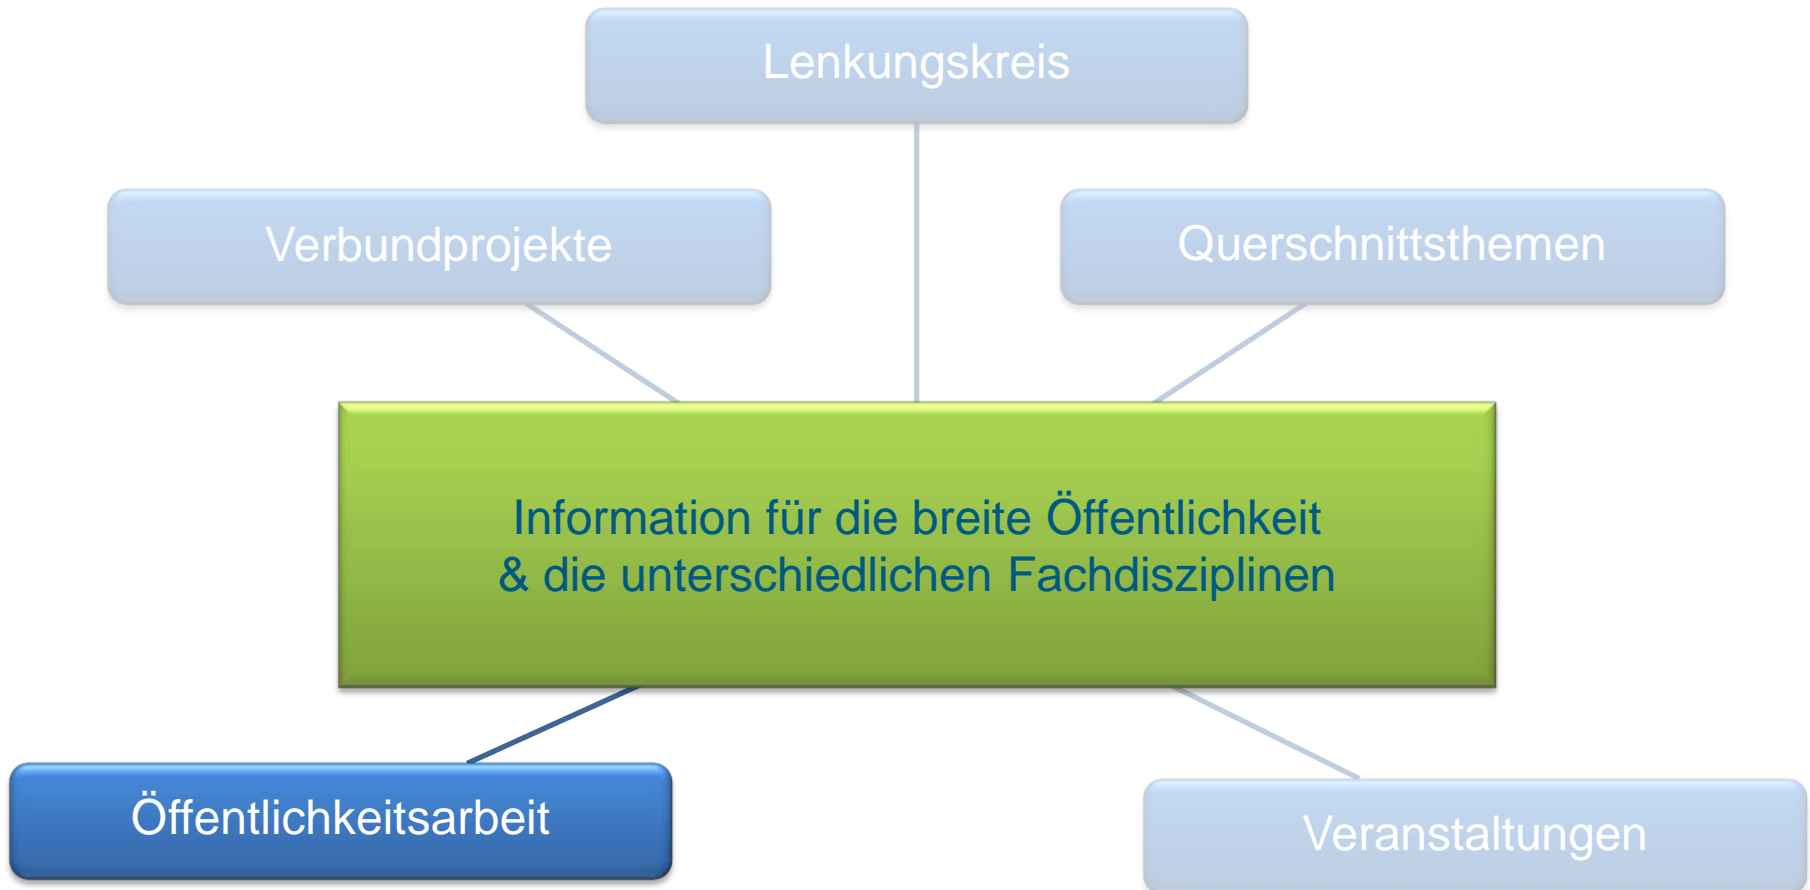 Lenkungskreis
Verbundprojekte
Querschnittsthemen
Information für die breite Öffentlichkeit
& die unterschiedlichen Fachdisziplinen
Öffentlichkeitsarbeit
Veranstaltungen